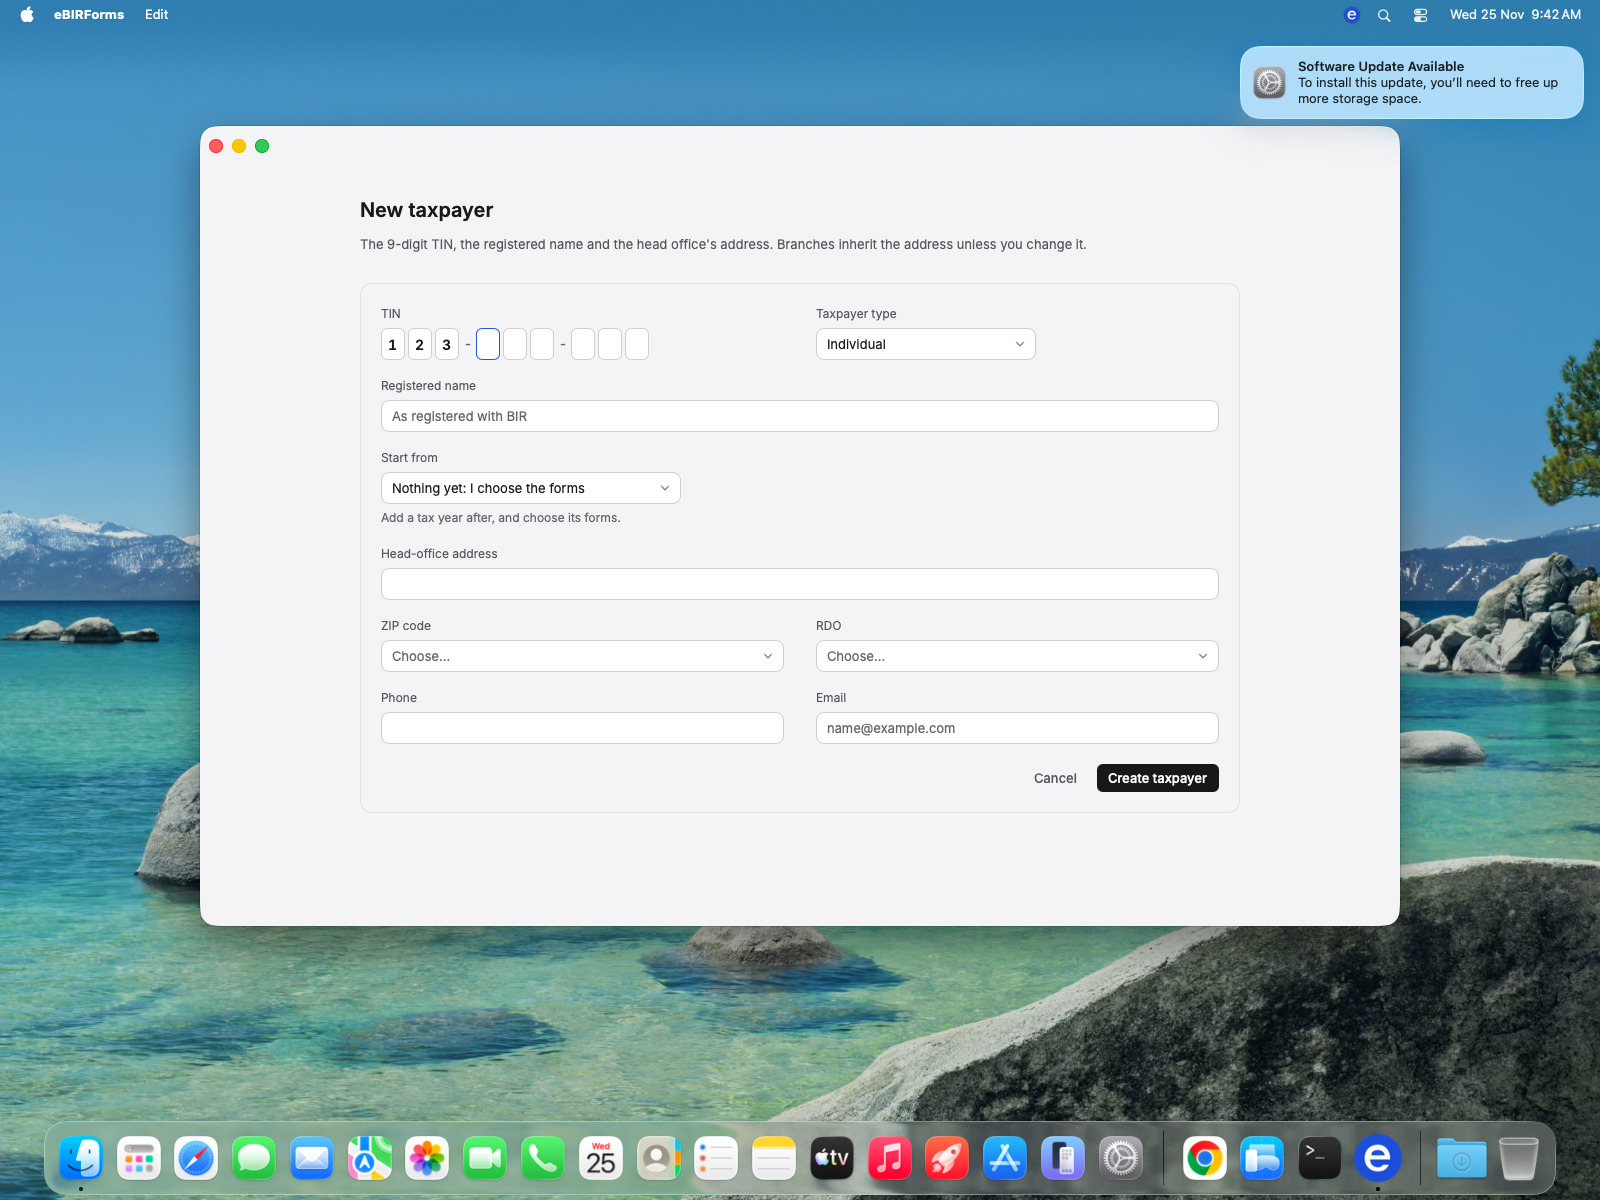 eBIRForms Edit
e
Wed 25 Nov 9:42 AM
Software Update Available
To install this update, you'll need to free up
more storage space.
New taxpayer
The 9-digit TIN, the registered name and the head office's address. Branches inherit the address unless you change it.
TIN
Taxpayer type
1 2 3 - -
Individual
Registered name
As registered with BIR
Start from
Nothing yet: I choose the forms
Add a tax year after, and choose its forms.
Head-office address
ZIP code
RDO
Choose...
Choose...
Phone
Email
name@example.com
Cancel
Create taxpayer
Wed
25
tv
>_
e